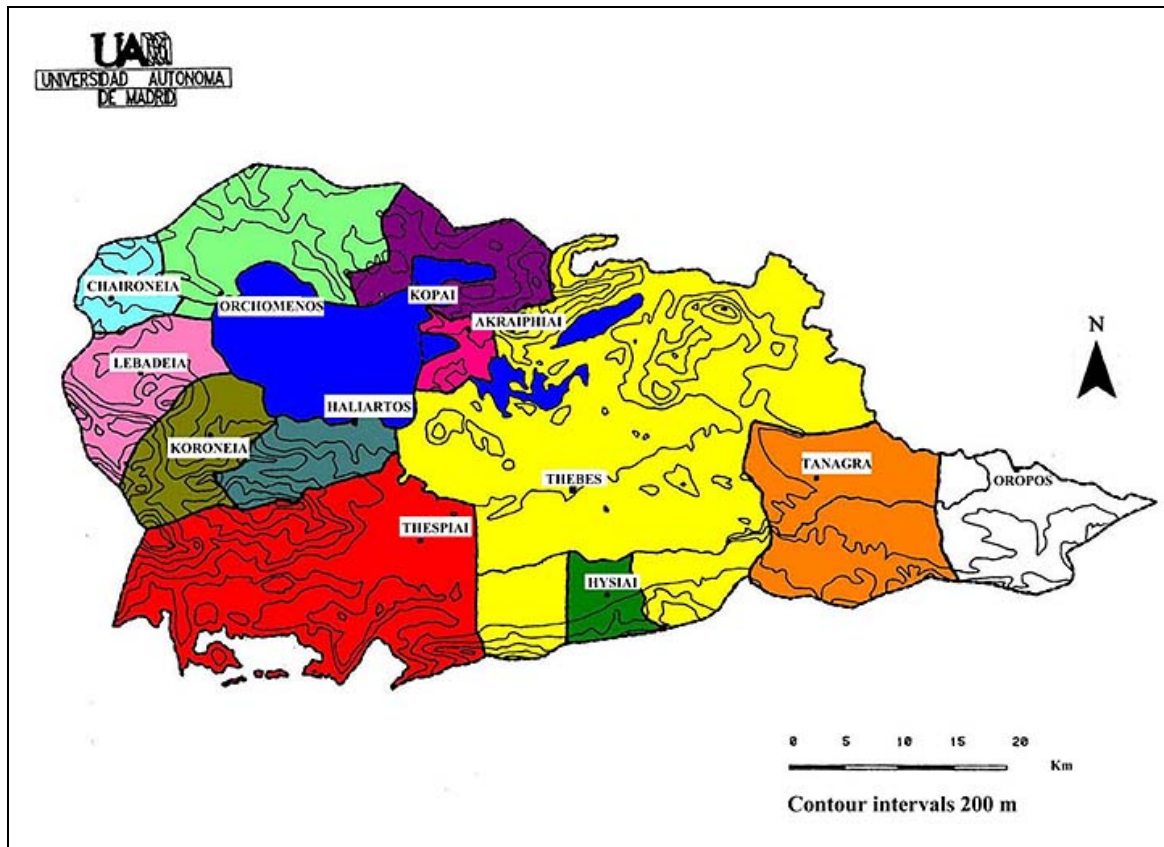 UAM
UNIVERSIDAD AUTONOMA
DE MADRID
CHAIRONEIA
ORCHOMENOS
KOPAI
AKRAIPHIAI
LEBADEIA
HALIARTOS
KORONEIA
THEBES
TANAGRA
OROPOS
THESPIAI
HYSIAI
N
0 5 10 15 20
Km
Contour intervals 200 m